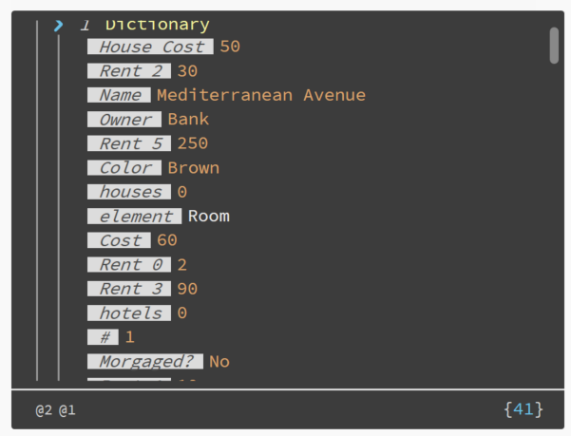 ❯ 1 Dictionary
House Cost 50
Rent 2 30
Name Mediterranean Avenue
Owner Bank
Rent 5 250
Color Brown
houses 0
element Room
Cost 60
Rent 0 2
Rent 3 90
hotels 0
# 1
Morgaged? No
@2 @1 {41}